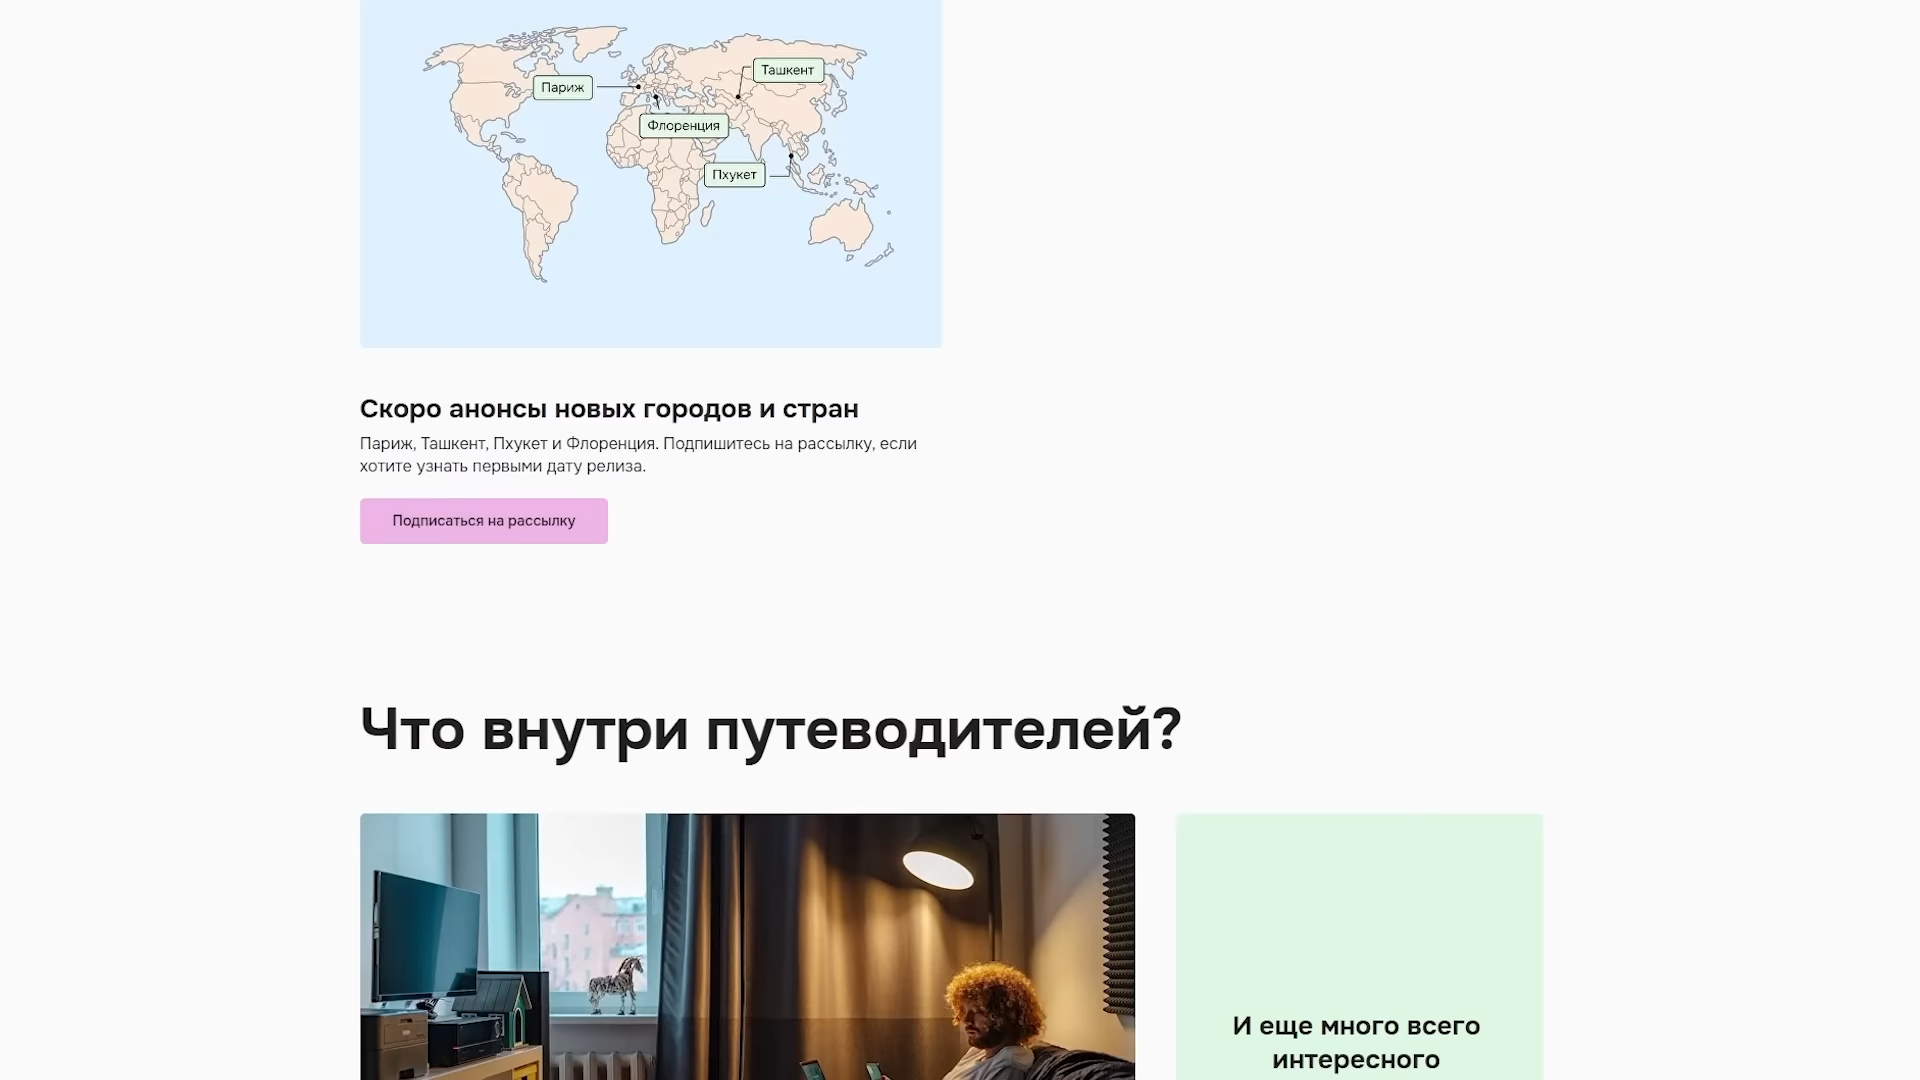 Ташкент
Париж
Флоренция
Пхукет
Скоро анонсы новых городов и стран
Париж, Ташкент, Пхукет и Флоренция. Подпишитесь на рассылку, если
хотите узнать первыми дату релиза.
Подписаться на рассылку
Что внутри путеводителей?
И еще много всего
интересного